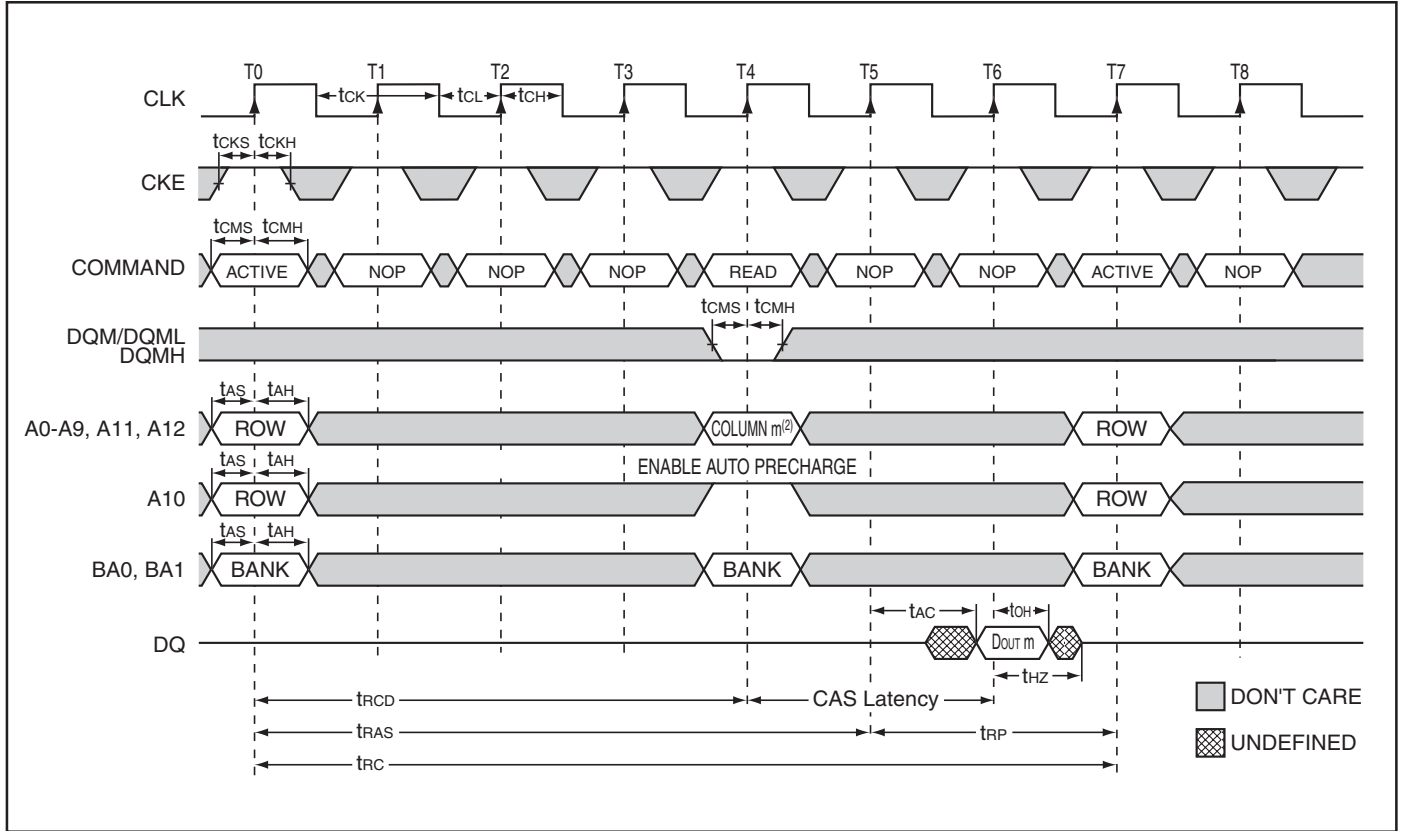 T0 T1 T2 T3 T4 T5 T6 T7 T8
CLK tCK tCL tCH
tCKS tCKH
CKE
tCMS tCMH
COMMAND ACTIVE NOP NOP NOP READ NOP NOP ACTIVE NOP
tCMS tCMH
DQM/DQML
DQMH
tAS tAH
A0-A9, A11, A12 ROW COLUMN m(2) ROW
tAS tAH ENABLE AUTO PRECHARGE
A10 ROW ROW
tAS tAH
BA0, BA1 BANK BANK BANK
tAC tOH
DQ DOUT m
tHZ
tRCD CAS Latency DON'T CARE
tRAS tRP
UNDEFINED
tRC